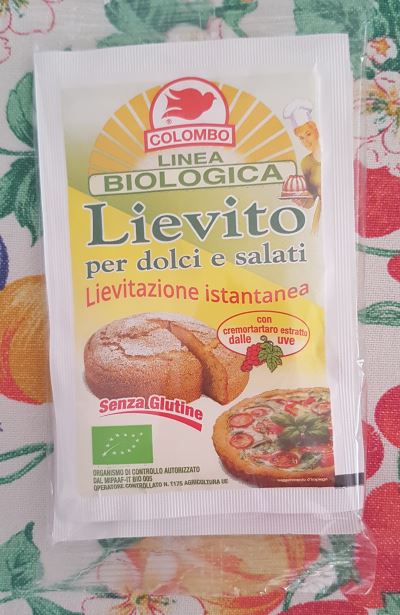 COLOMBO
®
LINEA
BIOLOGICA
Lievito
per dolci e salati
Lievitazione istantanea
con
cremortartaro estratto
dalle uve
Senza Glutine
ORGANISMO DI CONTROLLO AUTORIZZATO
DAL MIPAAF-IT BIO 005
OPERATORE CONTROLLATO N. 1175 AGRICOLTURA UE
suggerimento d'impiego